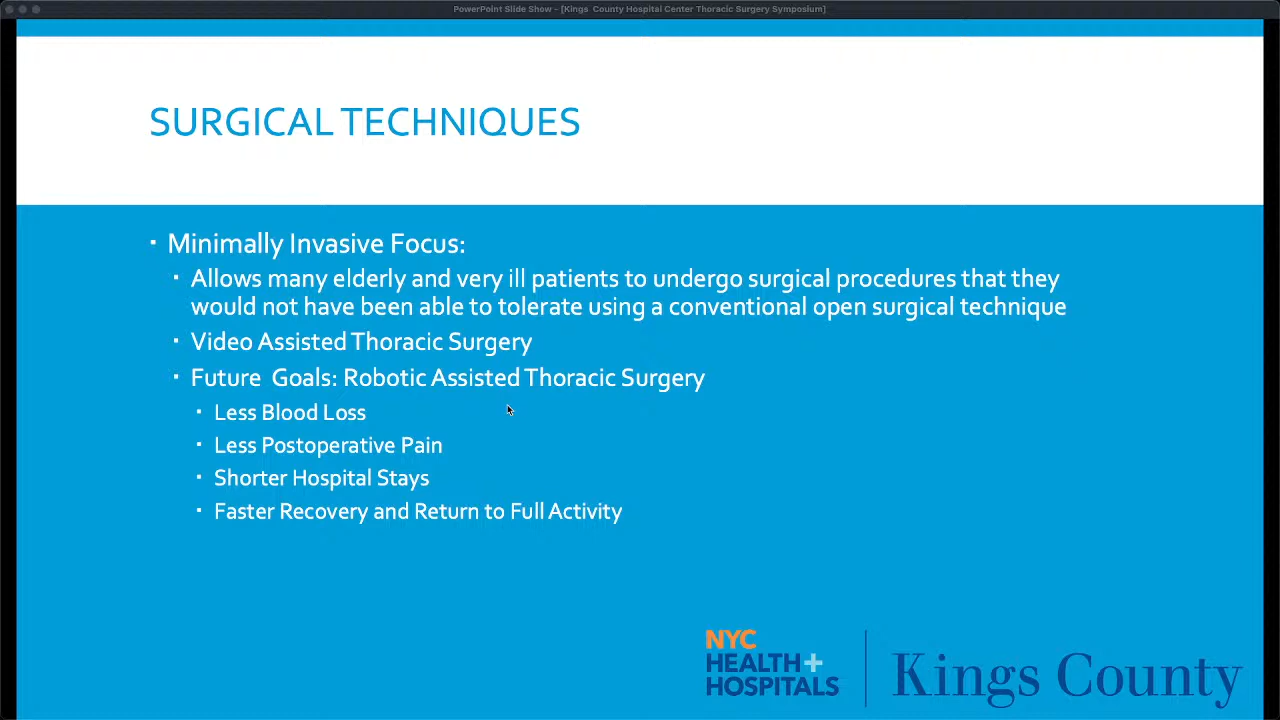 PowerPoint Slide Show - [Kings  County Hospital Center Thoracic Surgery Symposium]
SURGICAL TECHNIQUES
▪ Minimally Invasive Focus:
▪ Allows many elderly and very ill patients to undergo surgical procedures that they
would not have been able to tolerate using a conventional open surgical technique
▪ Video Assisted Thoracic Surgery
▪ Future  Goals: Robotic Assisted Thoracic Surgery
▪ Less Blood Loss
▪ Less Postoperative Pain
▪ Shorter Hospital Stays
▪ Faster Recovery and Return to Full Activity
NYC
HEALTH+
HOSPITALS
Kings County